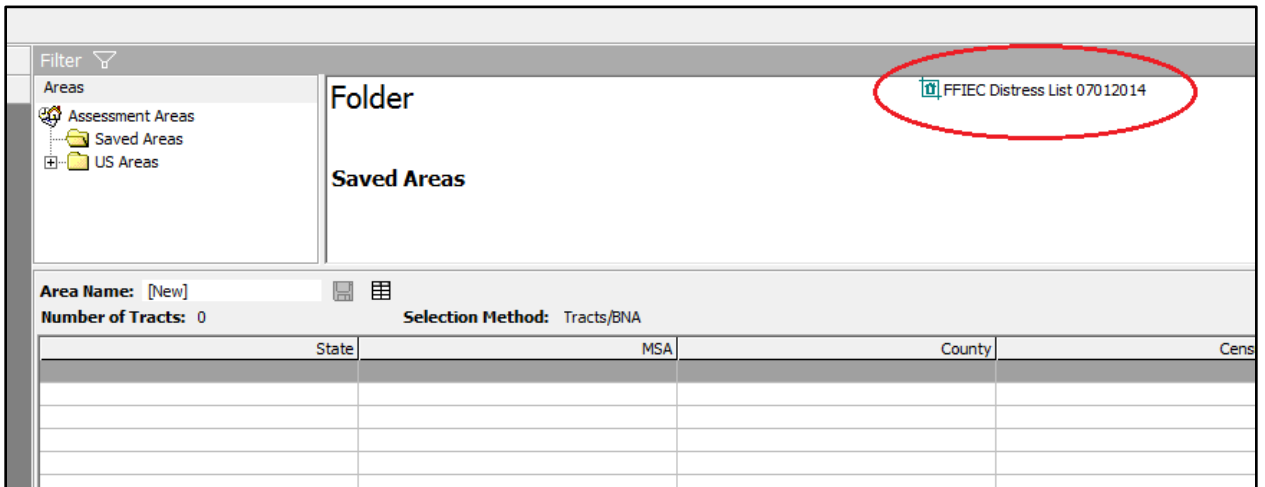 Filter
Areas
Assessment Areas
Saved Areas
US Areas
Folder
Saved Areas
FFIEC Distress List 07012014
Area Name: [New]
Number of Tracts: 0 Selection Method: Tracts/BNA
State MSA County Cens